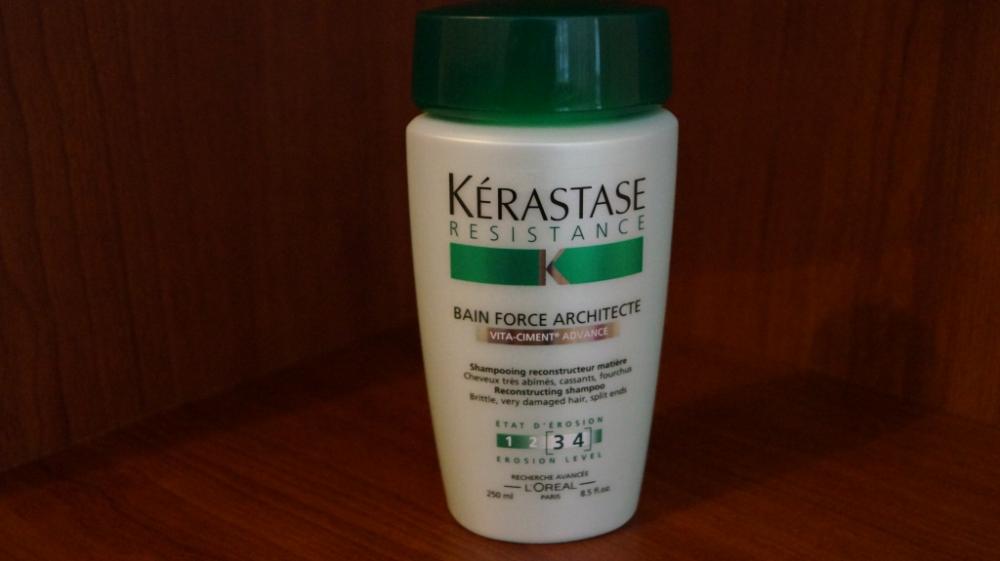 KÉRASTASE
RESISTANCE
K
BAIN FORCE ARCHITECTE
VITA-CIMENT® ADVANCE
Shampooing reconstructeur matière
Cheveux très abîmés, cassants, fourchus
Reconstructing shampoo
Brittle, very damaged hair, split ends
ÉTAT D'ÉROSION
1 2 [3 4]
EROSION LEVEL
RECHERCHE AVANCÉE
L'ORÉAL
250 ml PARIS 8.5 fl.oz.